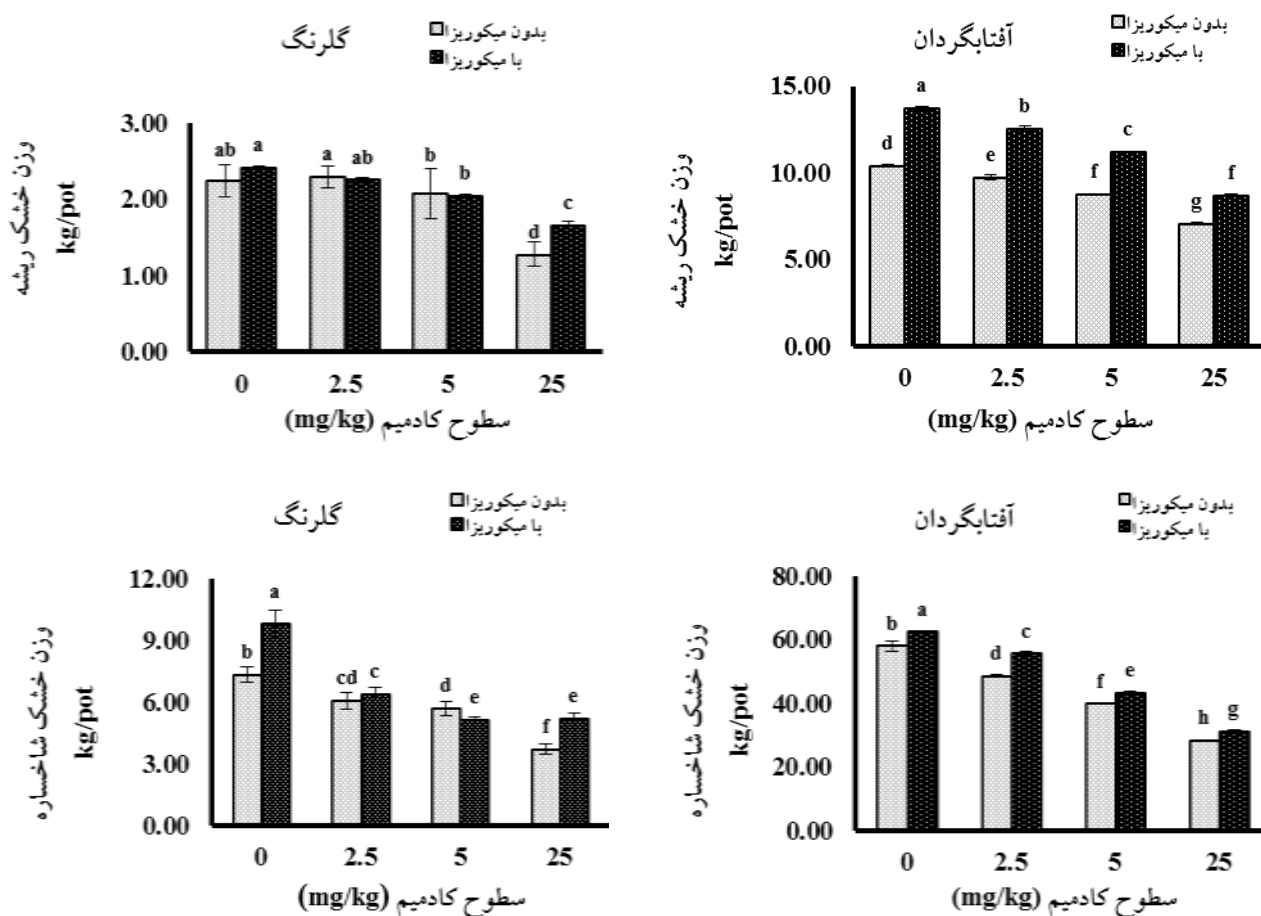 گلرنگ
بدون میکوریزا
با میکوریزا
وزن خشک ریشه
kg/pot
3.00
2.00
1.00
0.00
ab a a ab b b d c
0 2.5 5 25
سطوح کادمیم (mg/kg)
آفتابگردان
بدون میکوریزا
با میکوریزا
وزن خشک ریشه
kg/pot
15.00
10.00
5.00
0.00
d a e b f c g f
0 2.5 5 25
سطوح کادمیم (mg/kg)
گلرنگ
بدون میکوریزا
با میکوریزا
وزن خشک شاخساره
kg/pot
12.00
9.00
6.00
3.00
0.00
b a cd c d e f e
0 2.5 5 25
سطوح کادمیم (mg/kg)
آفتابگردان
بدون میکوریزا
با میکوریزا
وزن خشک شاخساره
kg/pot
80.00
60.00
40.00
20.00
0.00
b a d c f e h g
0 2.5 5 25
سطوح کادمیم (mg/kg)